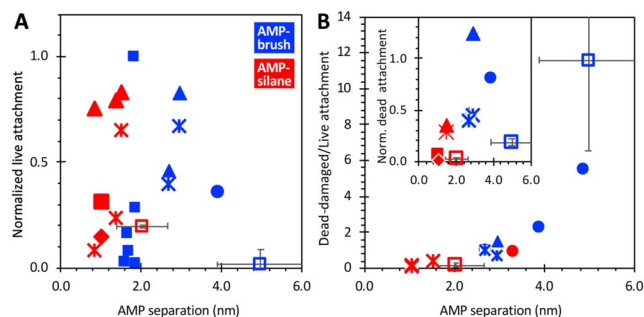 A
Normalized live attachment
1.0
0.5
0.0
0.0
2.0
4.0
6.0
AMP separation (nm)
AMP-
brush
AMP-
silane
B
Dead-damaged/Live attachment
14
12
10
8
6
4
2
0
0.0
2.0
4.0
6.0
AMP separation (nm)
Norm. dead attachment
1.0
0.5
0.0
0.0
2.0
4.0
6.0